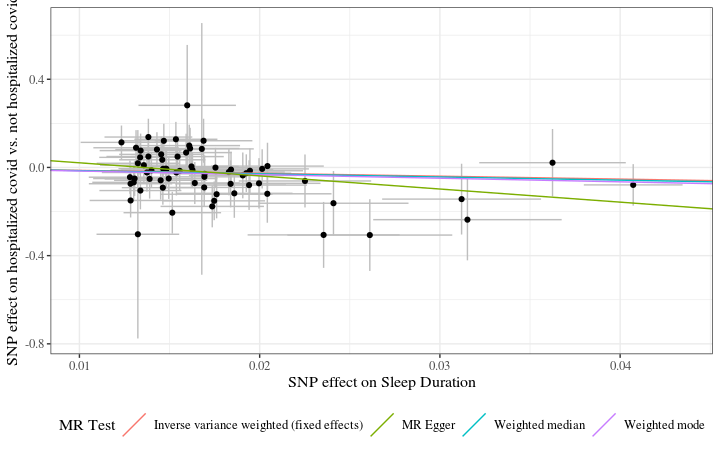 SNP effect on hospitalized covid vs. not hospitalized covid
0.4
0.0
-0.4
-0.8
0.01 0.02 0.03 0.04
SNP effect on Sleep Duration
MR Test Inverse variance weighted (fixed effects) MR Egger Weighted median Weighted mode